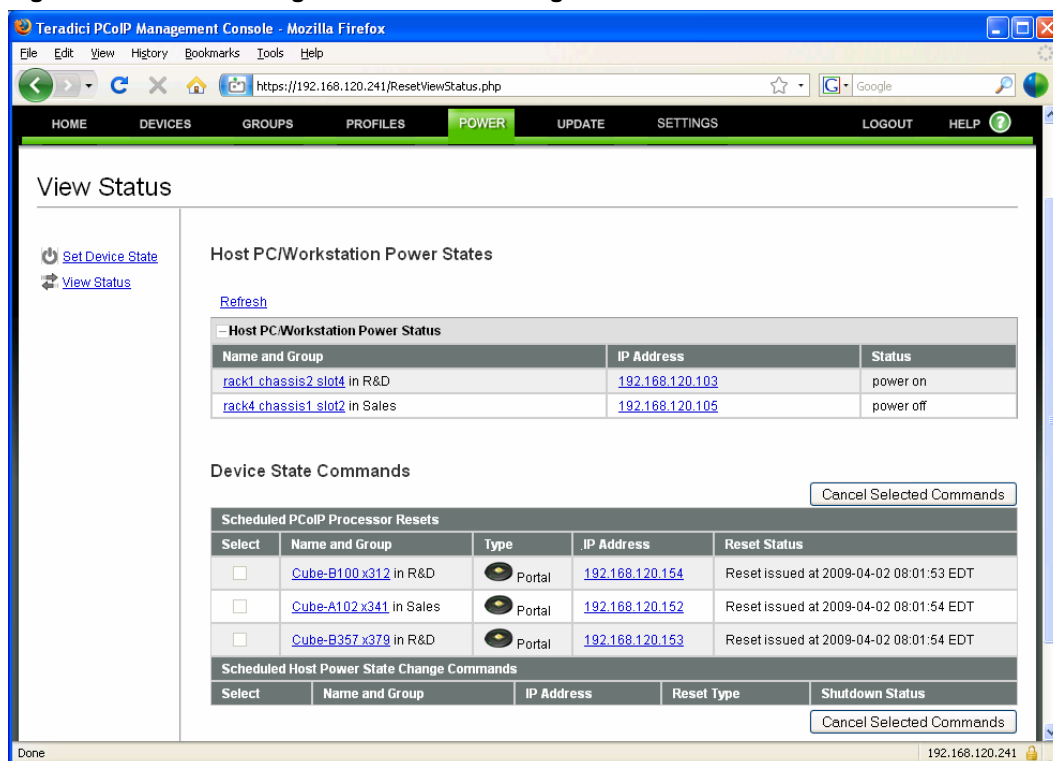 Teradici PCoIP Management Console - Mozilla Firefox
File Edit View History Bookmarks Tools Help
https://192.168.120.241/ResetViewStatus.php
G Google
HOME DEVICES GROUPS PROFILES POWER UPDATE SETTINGS LOGOUT HELP ?
View Status
Set Device State
View Status
Host PC/Workstation Power States
Refresh
Host PC/Workstation Power Status
Name and Group IP Address Status
rack1 chassis2 slot4 in R&D 192.168.120.103 power on
rack4 chassis1 slot2 in Sales 192.168.120.105 power off
Device State Commands
Cancel Selected Commands
Scheduled PCoIP Processor Resets
Select Name and Group Type IP Address Reset Status
Cube-B100 x312 in R&D Portal 192.168.120.154 Reset issued at 2009-04-02 08:01:53 EDT
Cube-A102 x341 in Sales Portal 192.168.120.152 Reset issued at 2009-04-02 08:01:54 EDT
Cube-B357 x379 in R&D Portal 192.168.120.153 Reset issued at 2009-04-02 08:01:54 EDT
Scheduled Host Power State Change Commands
Select Name and Group IP Address Reset Type Shutdown Status
Cancel Selected Commands
Done 192.168.120.241